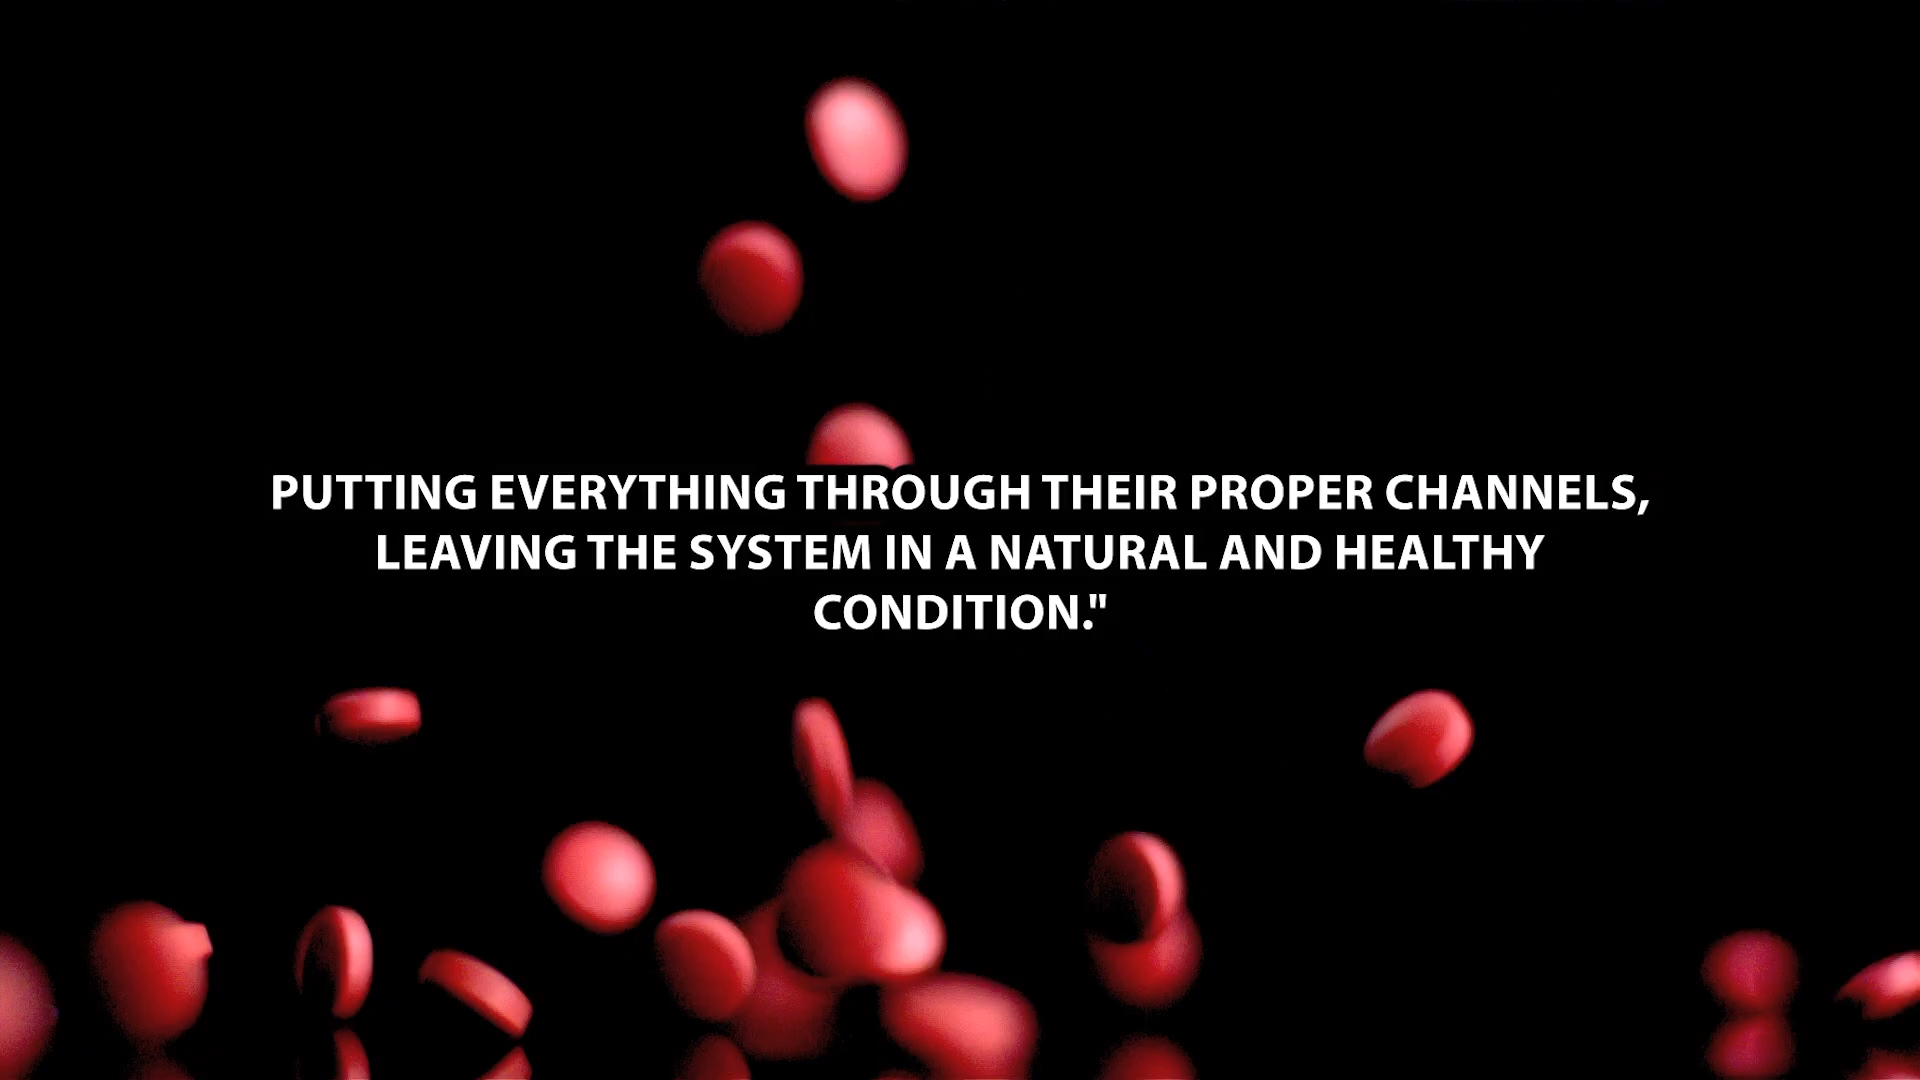 PUTTING EVERYTHING THROUGH THEIR PROPER CHANNELS,
LEAVING THE SYSTEM IN A NATURAL AND HEALTHY
CONDITION."